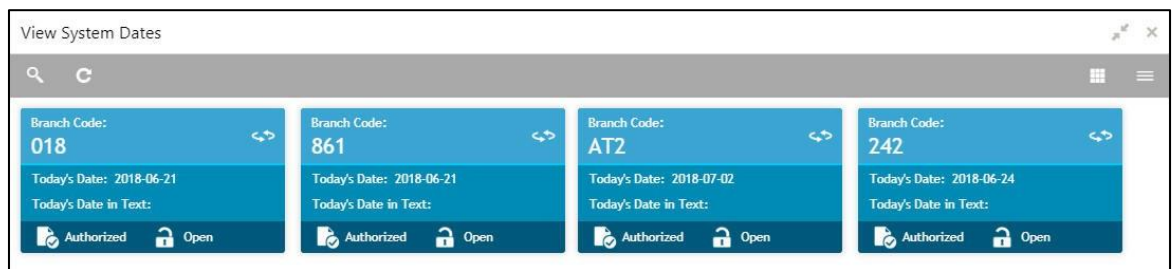 View System Dates
Branch Code:
018
Today's Date: 2018-06-21
Today's Date in Text:
Authorized Open
Branch Code:
861
Today's Date: 2018-06-21
Today's Date in Text:
Authorized Open
Branch Code:
AT2
Today's Date: 2018-07-02
Today's Date in Text:
Authorized Open
Branch Code:
242
Today's Date: 2018-06-24
Today's Date in Text:
Authorized Open